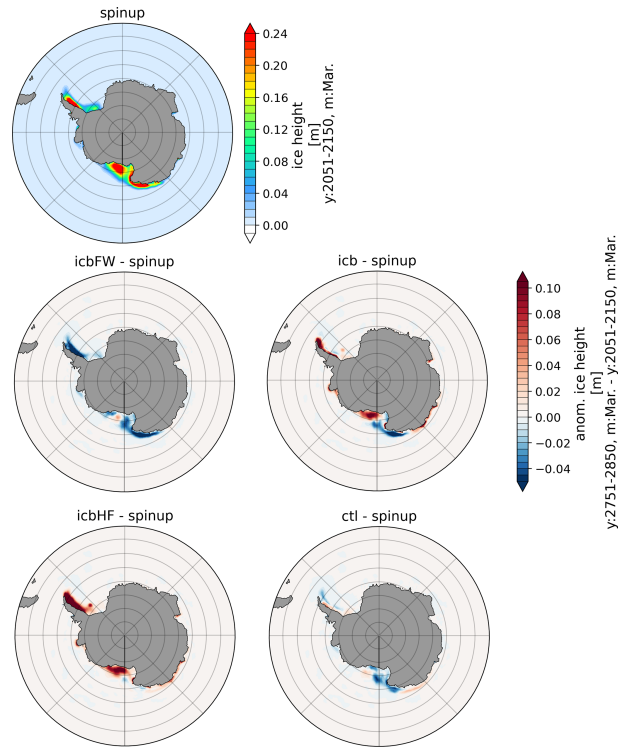 spinup
0.24
0.20
0.16
0.12
0.08
0.04
0.00
ice height
[m]
y:2051-2150, m:Mar.
icbFW - spinup
icb - spinup
0.10
0.08
0.06
0.04
0.02
0.00
−0.02
−0.04
anom. ice height
[m]
y:2751-2850, m:Mar. - y:2051-2150, m:Mar.
icbHF - spinup
ctl - spinup